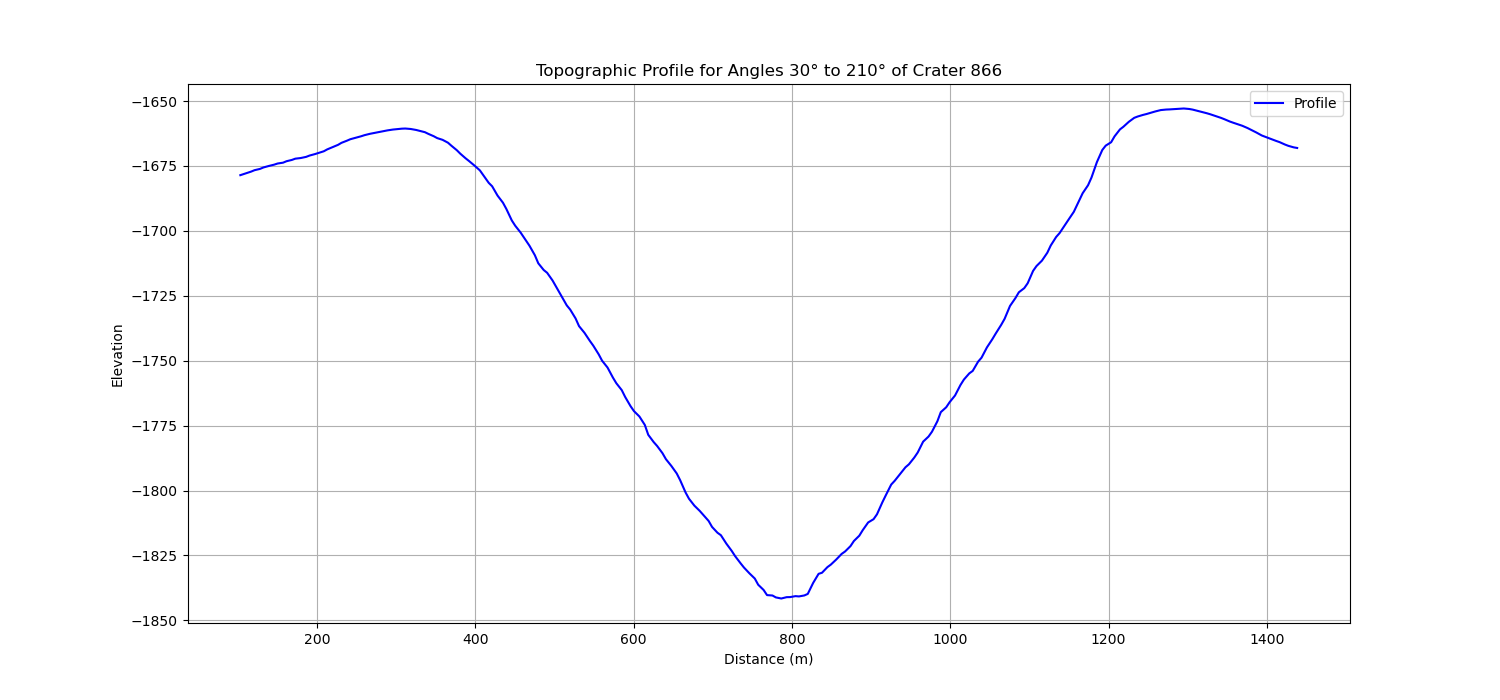 Topographic Profile for Angles 30° to 210° of Crater 866
Profile
−1650
−1675
−1700
−1725
−1750
−1775
−1800
−1825
−1850
Elevation
200 400 600 800 1000 1200 1400
Distance (m)